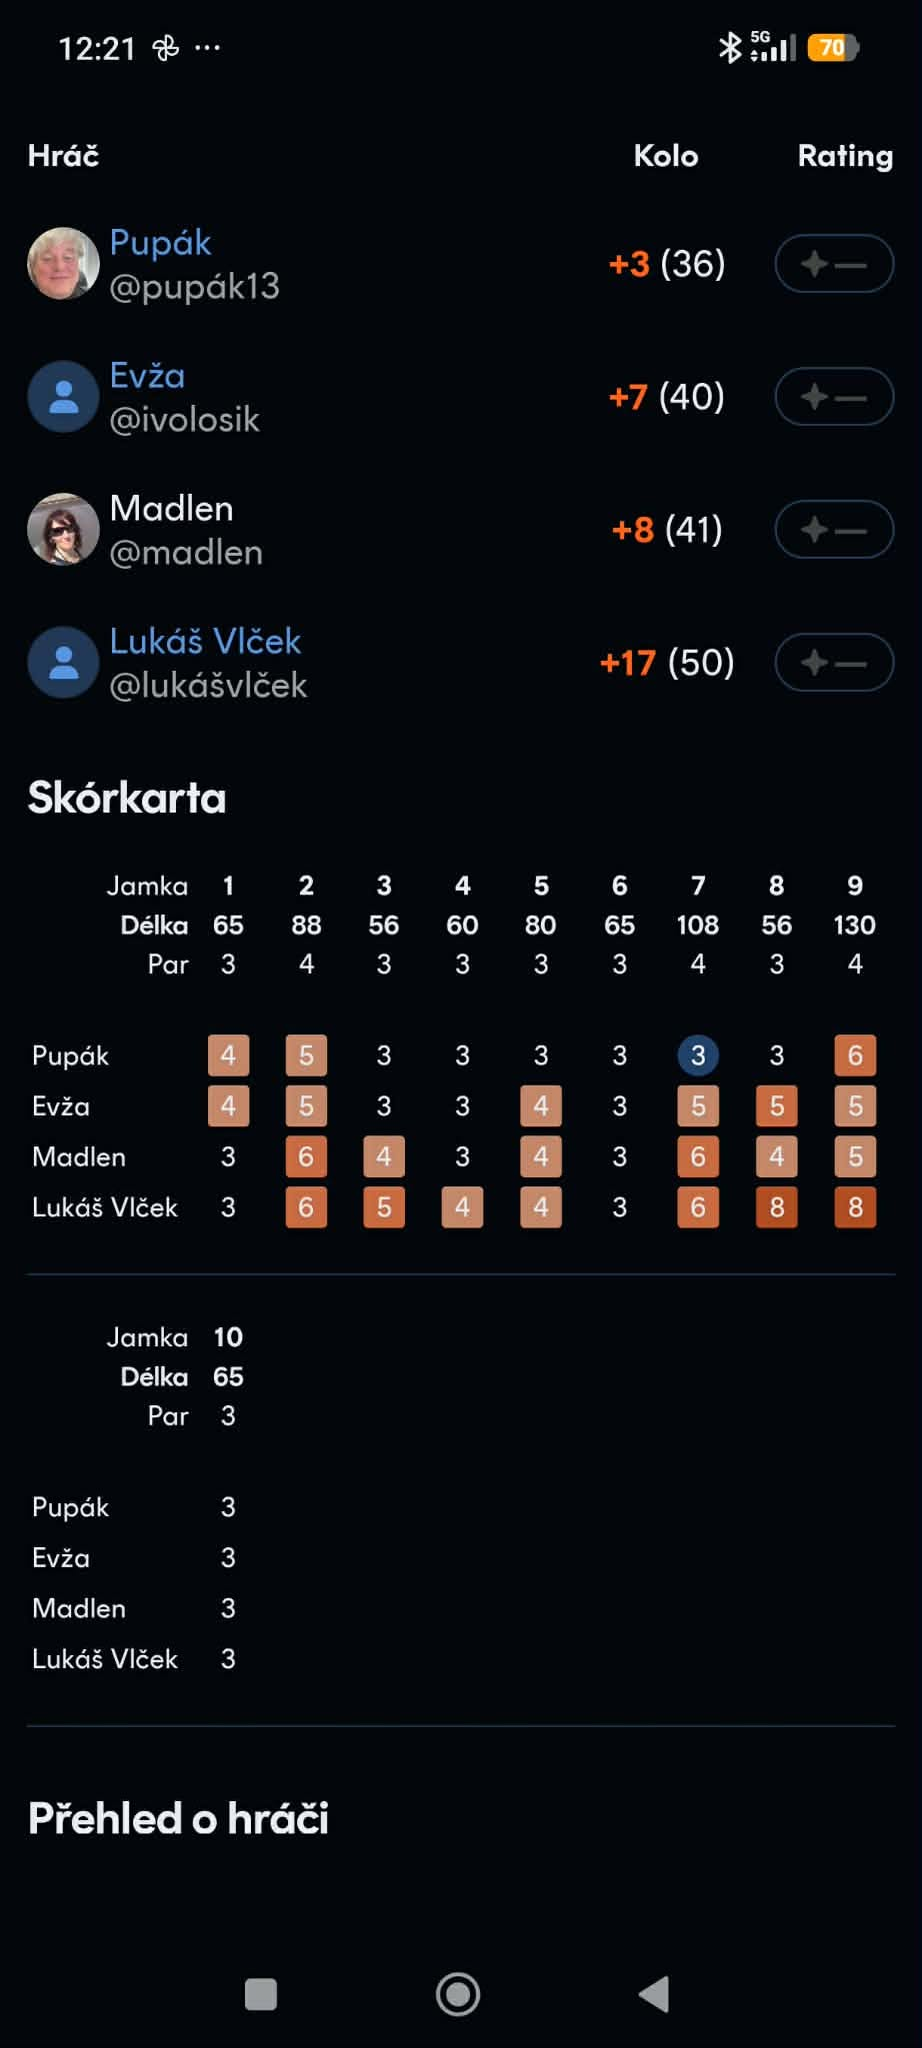 12:21 ... 5G 70
Hráč Kolo Rating
Pupák
@pupák13 +3 (36) —
Evža
@ivolosik +7 (40) —
Madlen
@madlen +8 (41) —
Lukáš Vlček
@lukášvlček +17 (50) —
Skórkarta
Jamka 1 2 3 4 5 6 7 8 9
Délka 65 88 56 60 80 65 108 56 130
Par 3 4 3 3 3 3 4 3 4
Pupák 4 5 3 3 3 3 3 3 6
Evža 4 5 3 3 4 3 5 5 5
Madlen 3 6 4 3 4 3 6 4 5
Lukáš Vlček 3 6 5 4 4 3 6 8 8
Jamka 10
Délka 65
Par 3
Pupák 3
Evža 3
Madlen 3
Lukáš Vlček 3
Přehled o hráči